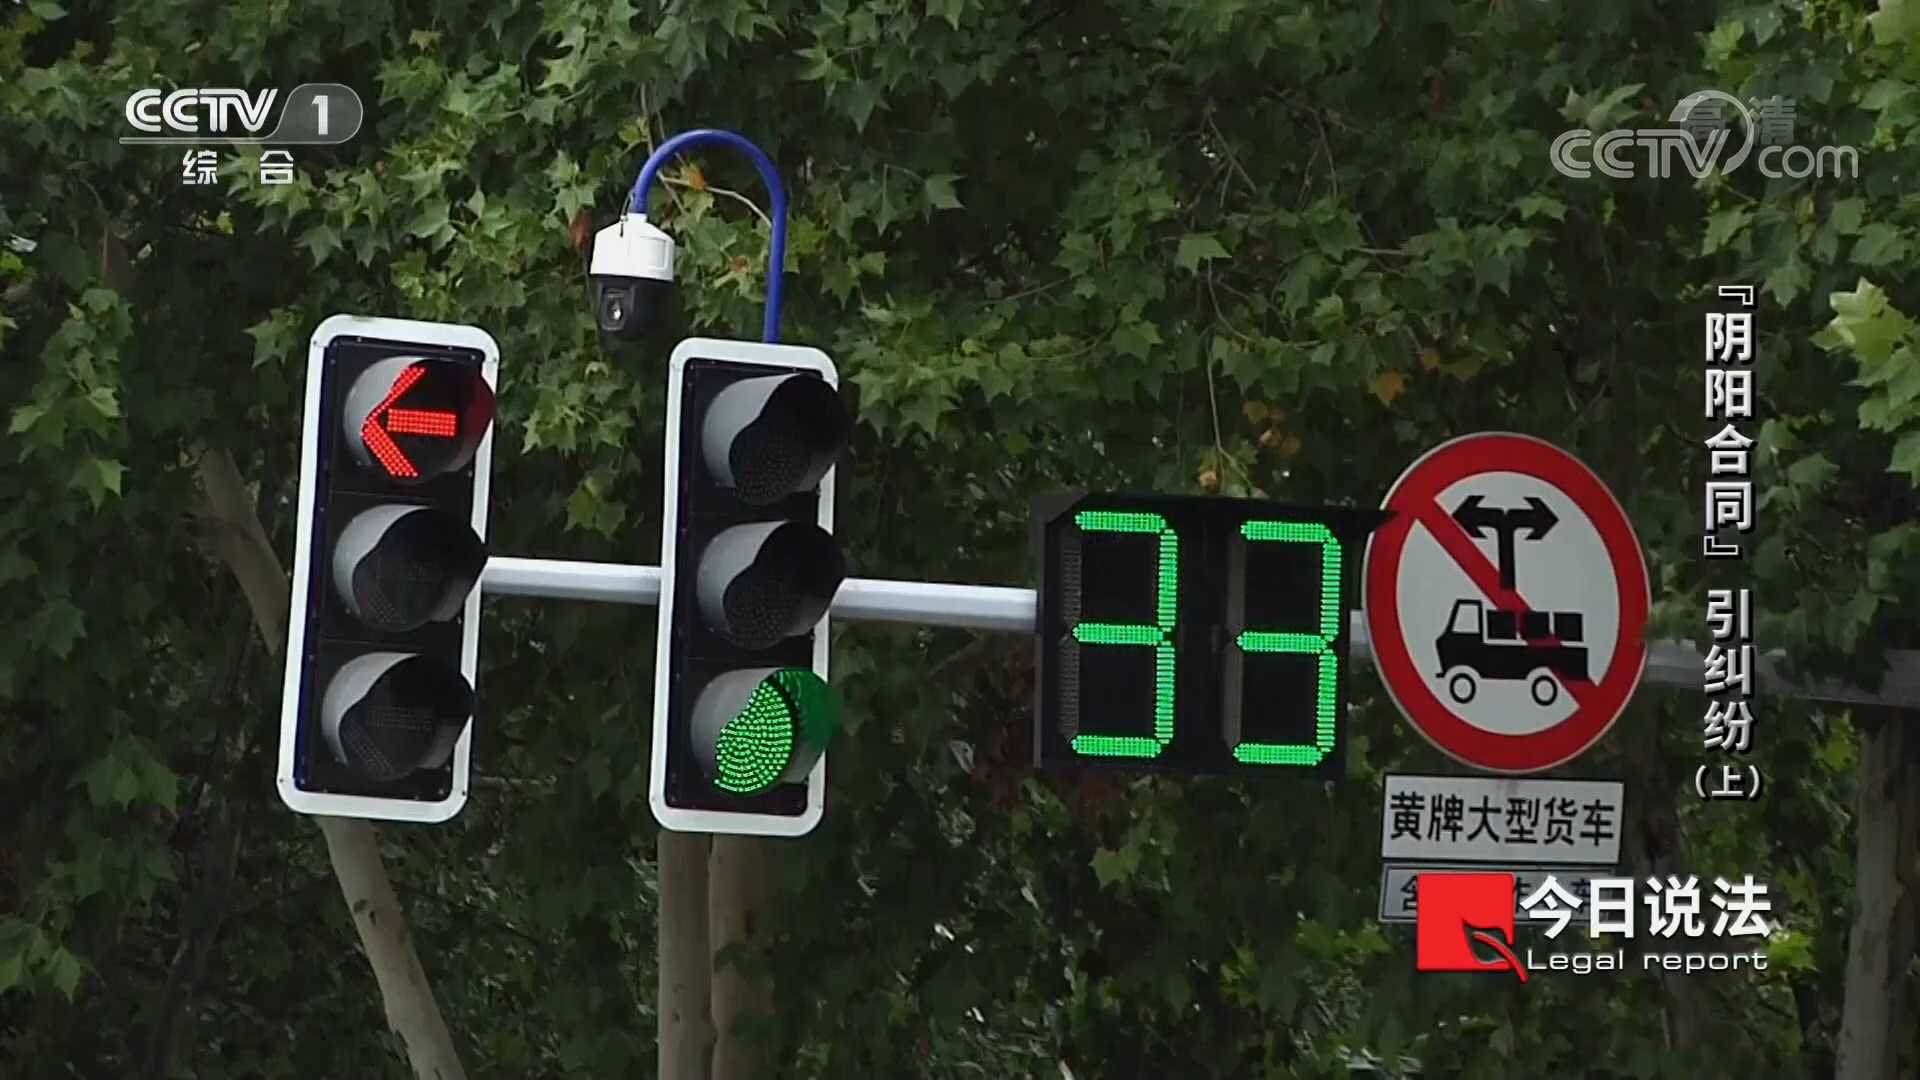 CCTV 1
综合
高清
CCTV.com
『阴阳合同』引纠纷(上)
33
黄牌大型货车
今日说法
Legal report